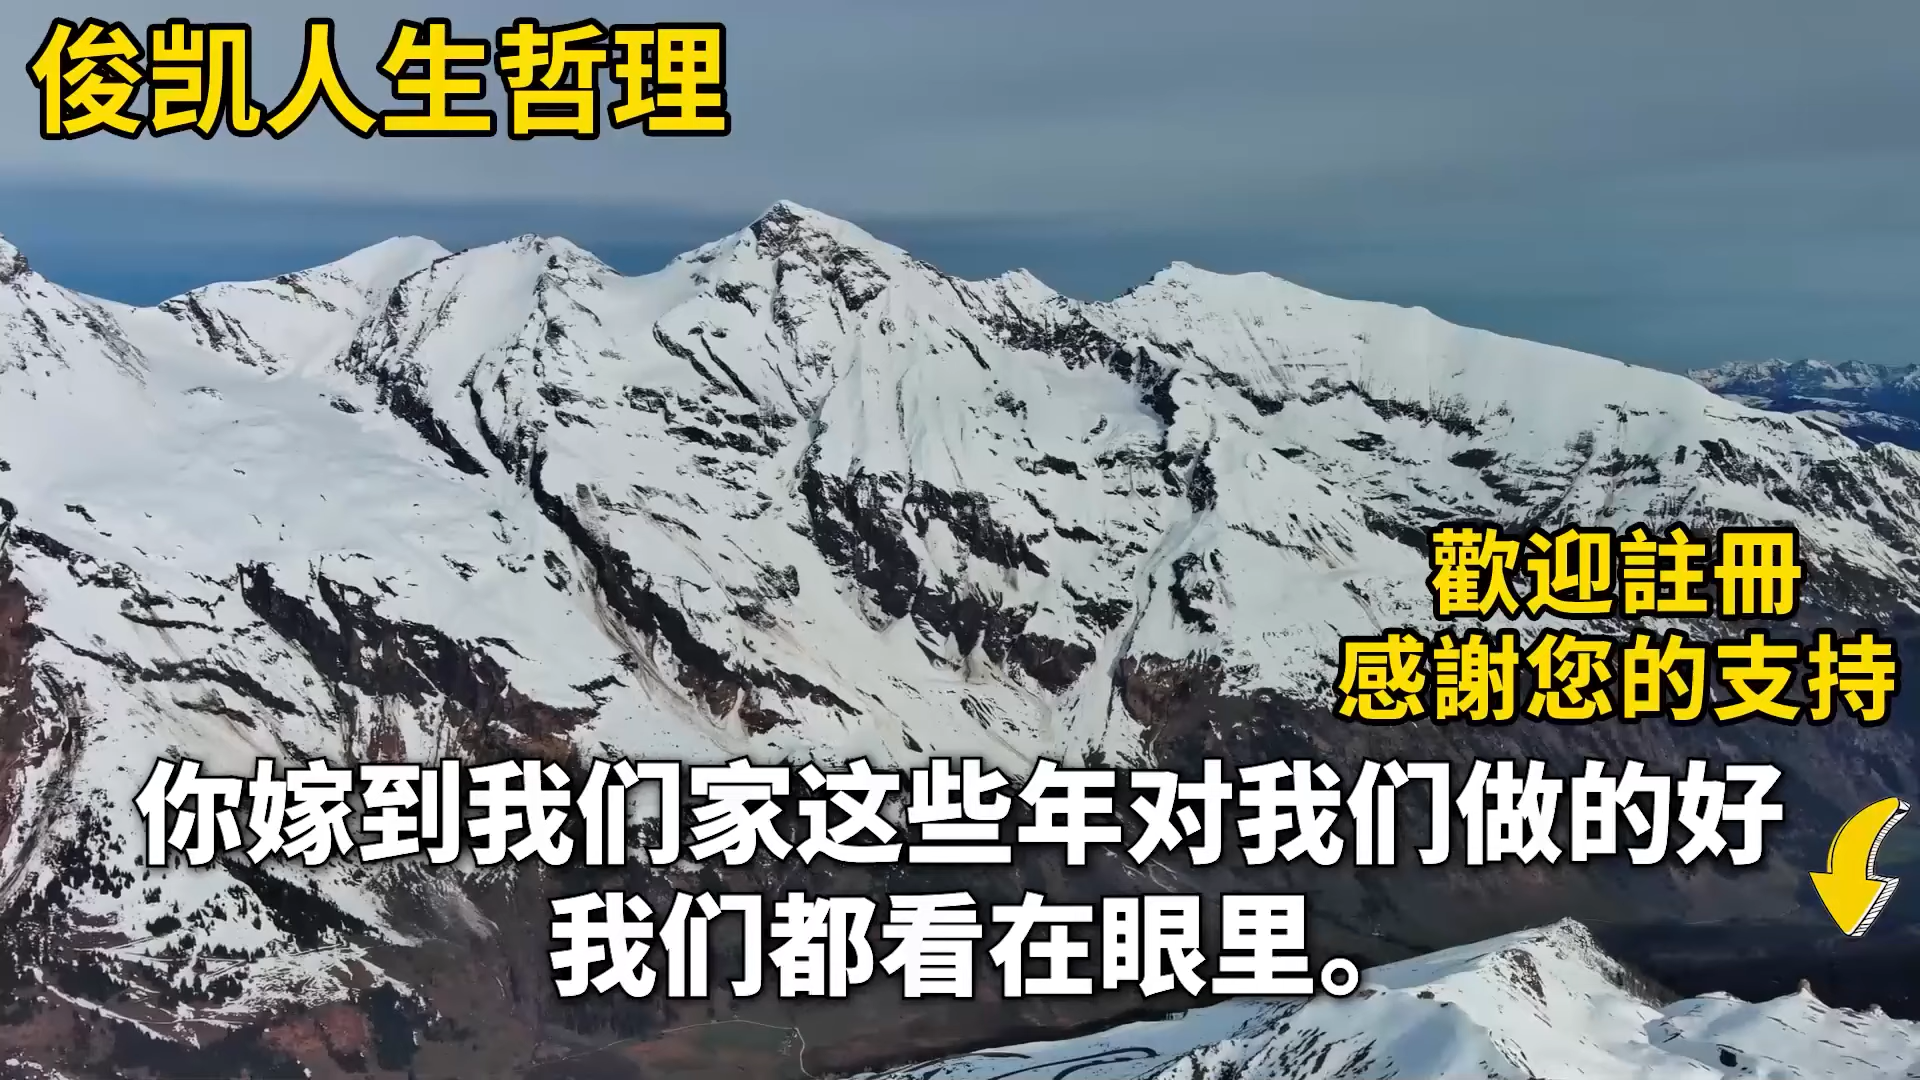 俊凯人生哲理
歡迎註冊
感謝您的支持
你嫁到我们家这些年对我们做的好
我们都看在眼里。